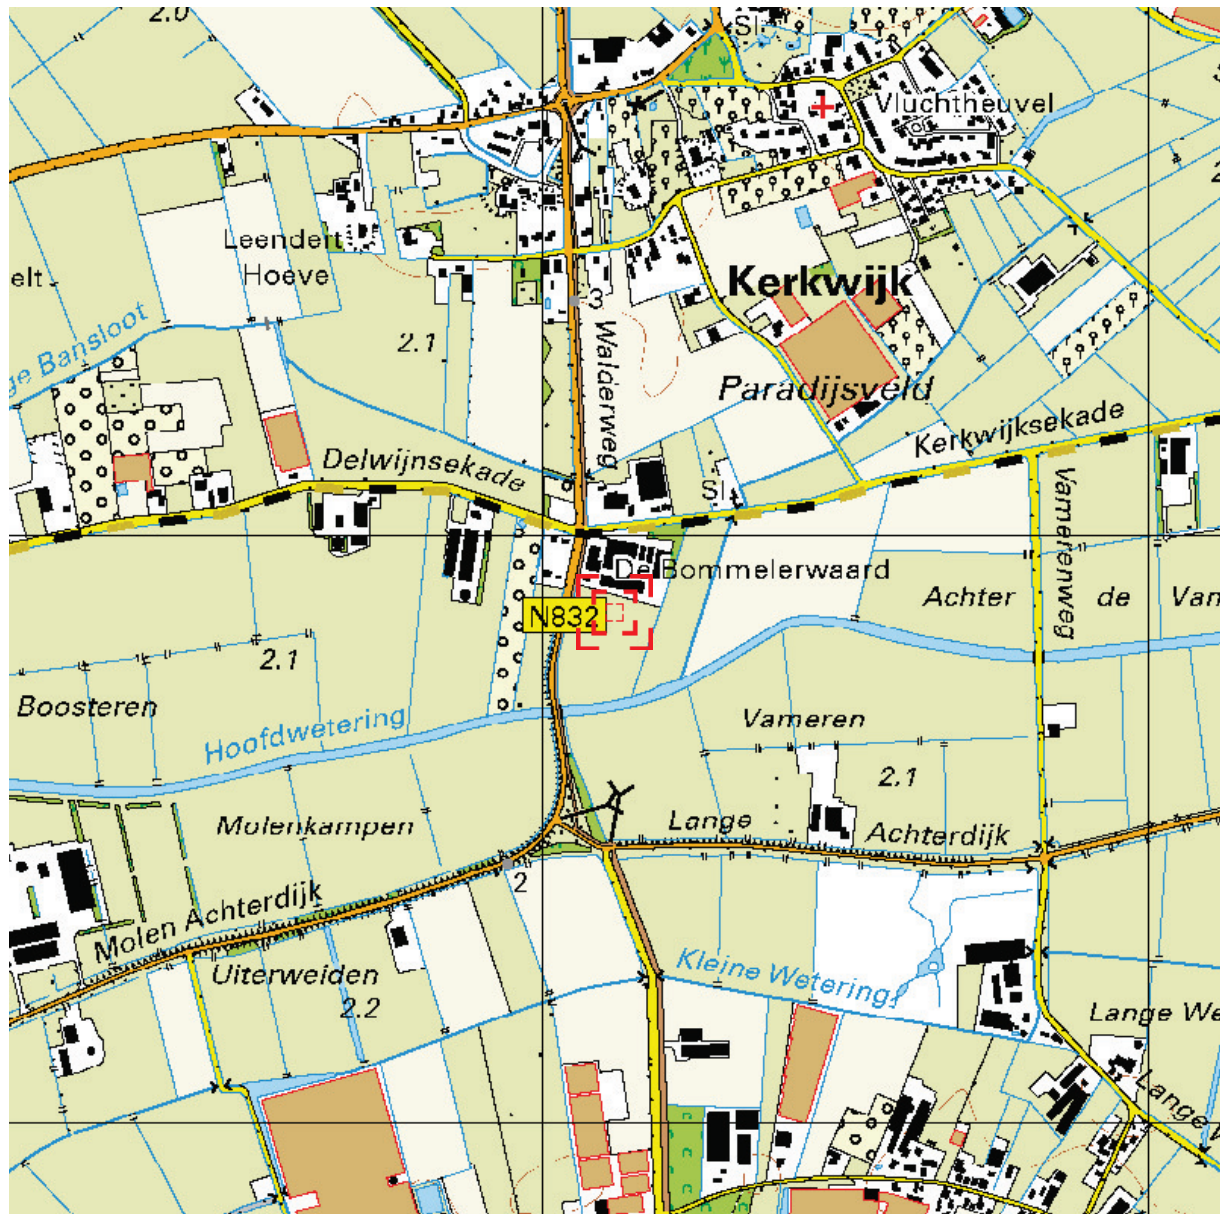 2.0
Sl
Vluchtheuvel
Leendert
Hoeve
elt
Kerkwijk
3
ge Bansloot
2.1
Walderweg
Paradijsveld
Kerkwijksekade
Delwijnsekade
Sl
Vamerenweg
De Bommelerwaard
Achter de Van
N832
2.1
Boosteren
Hoofdwetering
Vameren
2.1
Molenkampen
Lange Achterdijk
2
Molen Achterdijk
Uiterweiden
2.2
Kleine Wetering
Lange We
Lange W